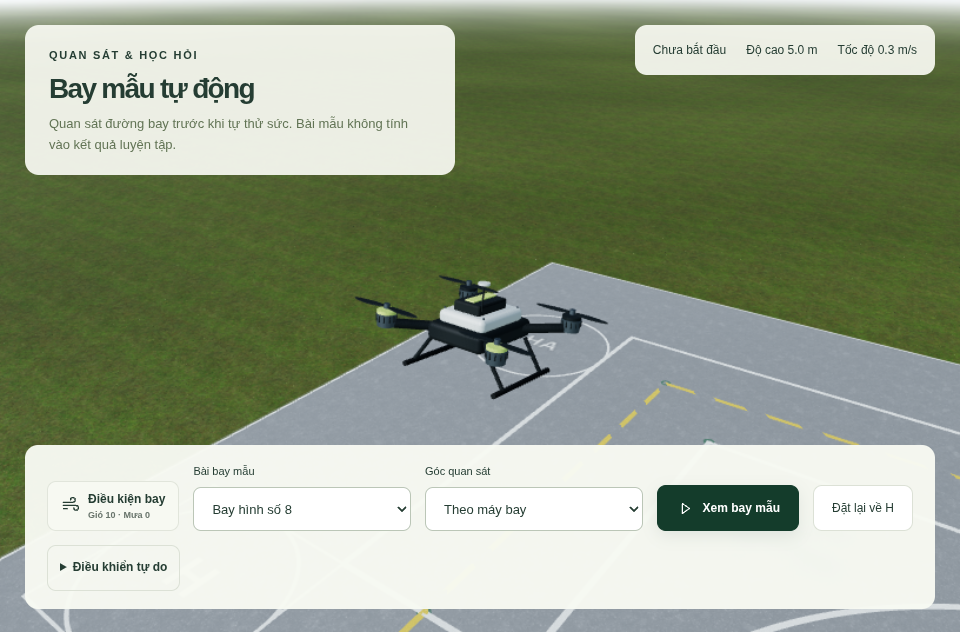 QUAN SÁT & HỌC HỎI
Bay mẫu tự động
Quan sát đường bay trước khi tự thử sức. Bài mẫu không tính
vào kết quả luyện tập.
Chưa bắt đầu Độ cao 5.0 m Tốc độ 0.3 m/s
HA
Bài bay mẫu
Góc quan sát
Điều kiện bay
Gió 10 · Mưa 0
Bay hình số 8
Theo máy bay
Xem bay mẫu
Đặt lại về H
Điều khiển tự do